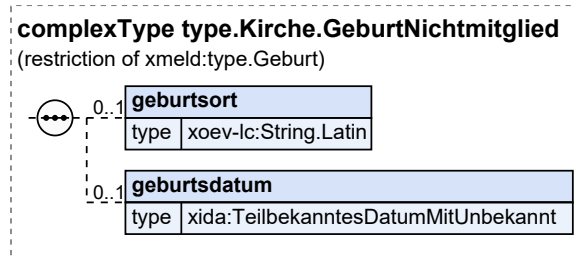 complexType type.Kirche.GeburtNichtmitglied
(restriction of xmeld:type.Geburt)
0..1 geburtsort
type xoev-lc:String.Latin
0..1 geburtsdatum
type xida:TeilbekanntesDatumMitUnbekannt